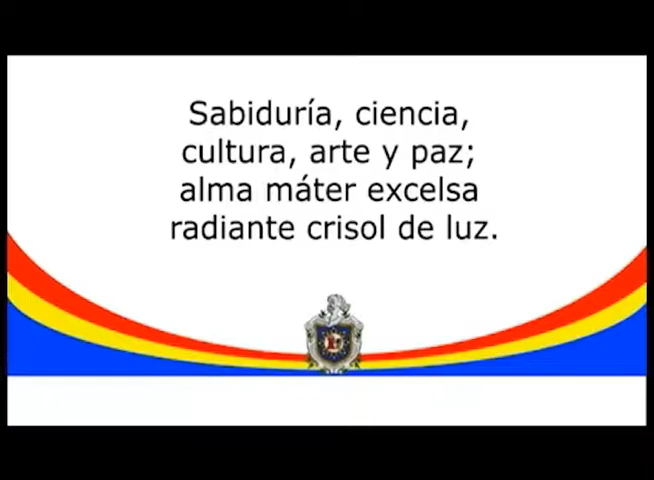 Sabiduría, ciencia,
cultura, arte y paz;
alma máter excelsa
radiante crisol de luz.